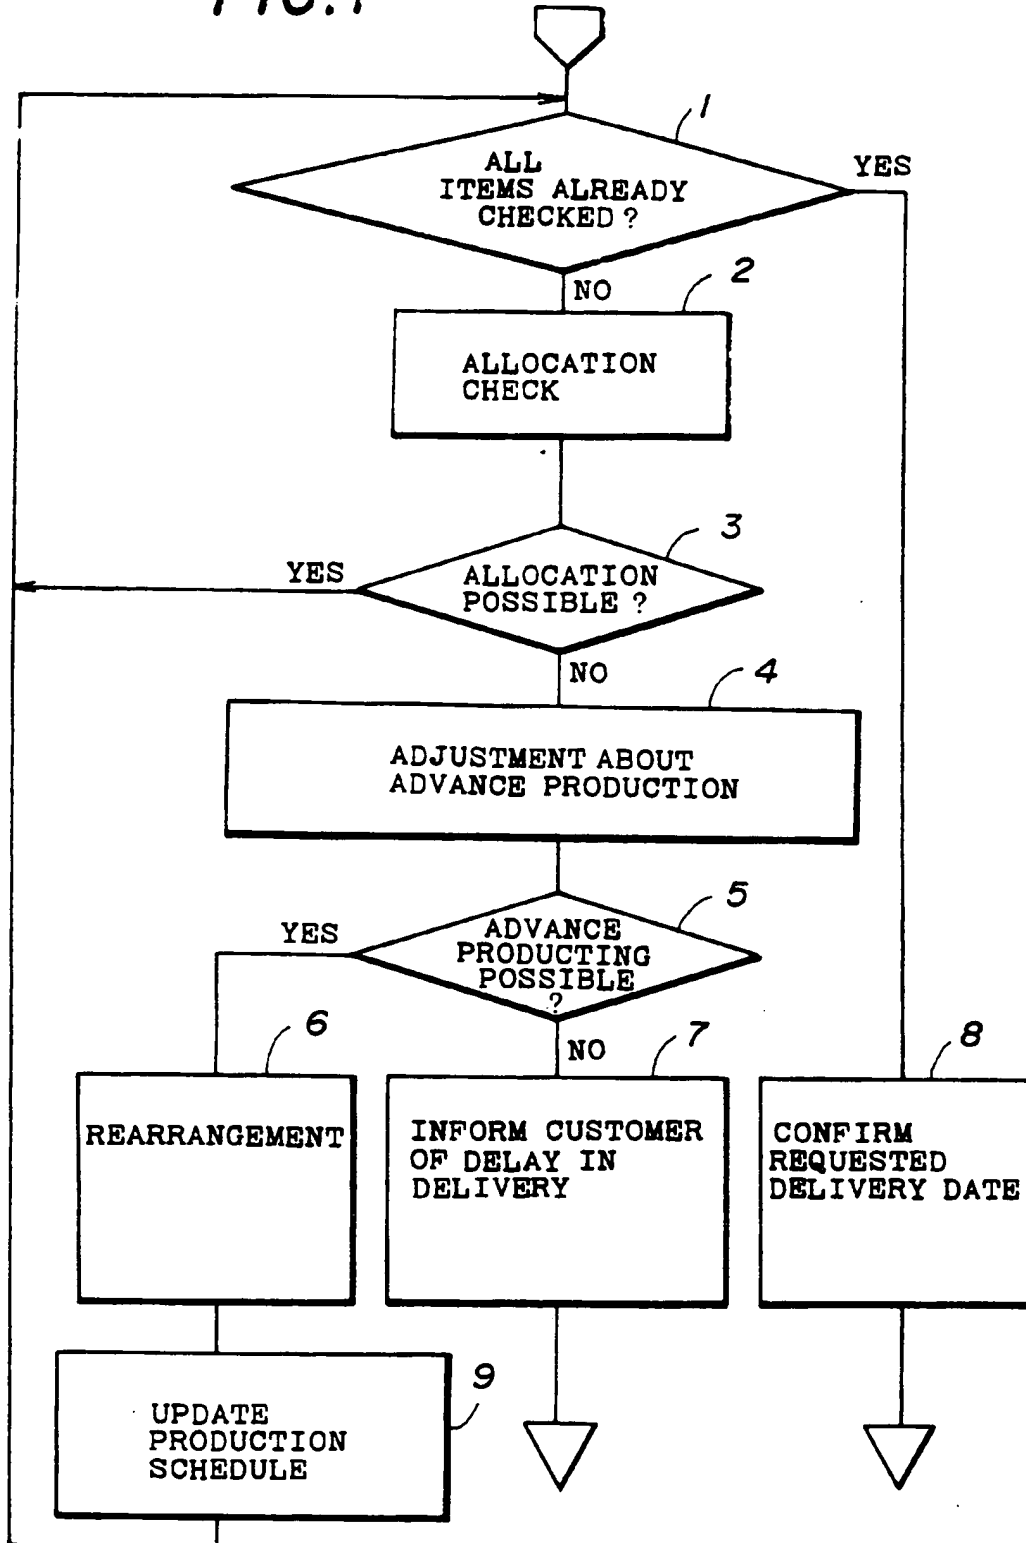 FIG.1
1
ALL
ITEMS ALREADY
CHECKED ?
YES
NO
2
ALLOCATION
CHECK
3
YES
ALLOCATION
POSSIBLE ?
NO
4
ADJUSTMENT ABOUT
ADVANCE PRODUCTION
5
YES
ADVANCE
PRODUCTING
POSSIBLE
?
NO
6
7
8
REARRANGEMENT
INFORM CUSTOMER
OF DELAY IN
DELIVERY
CONFIRM
REQUESTED
DELIVERY DATE
9
UPDATE
PRODUCTION
SCHEDULE